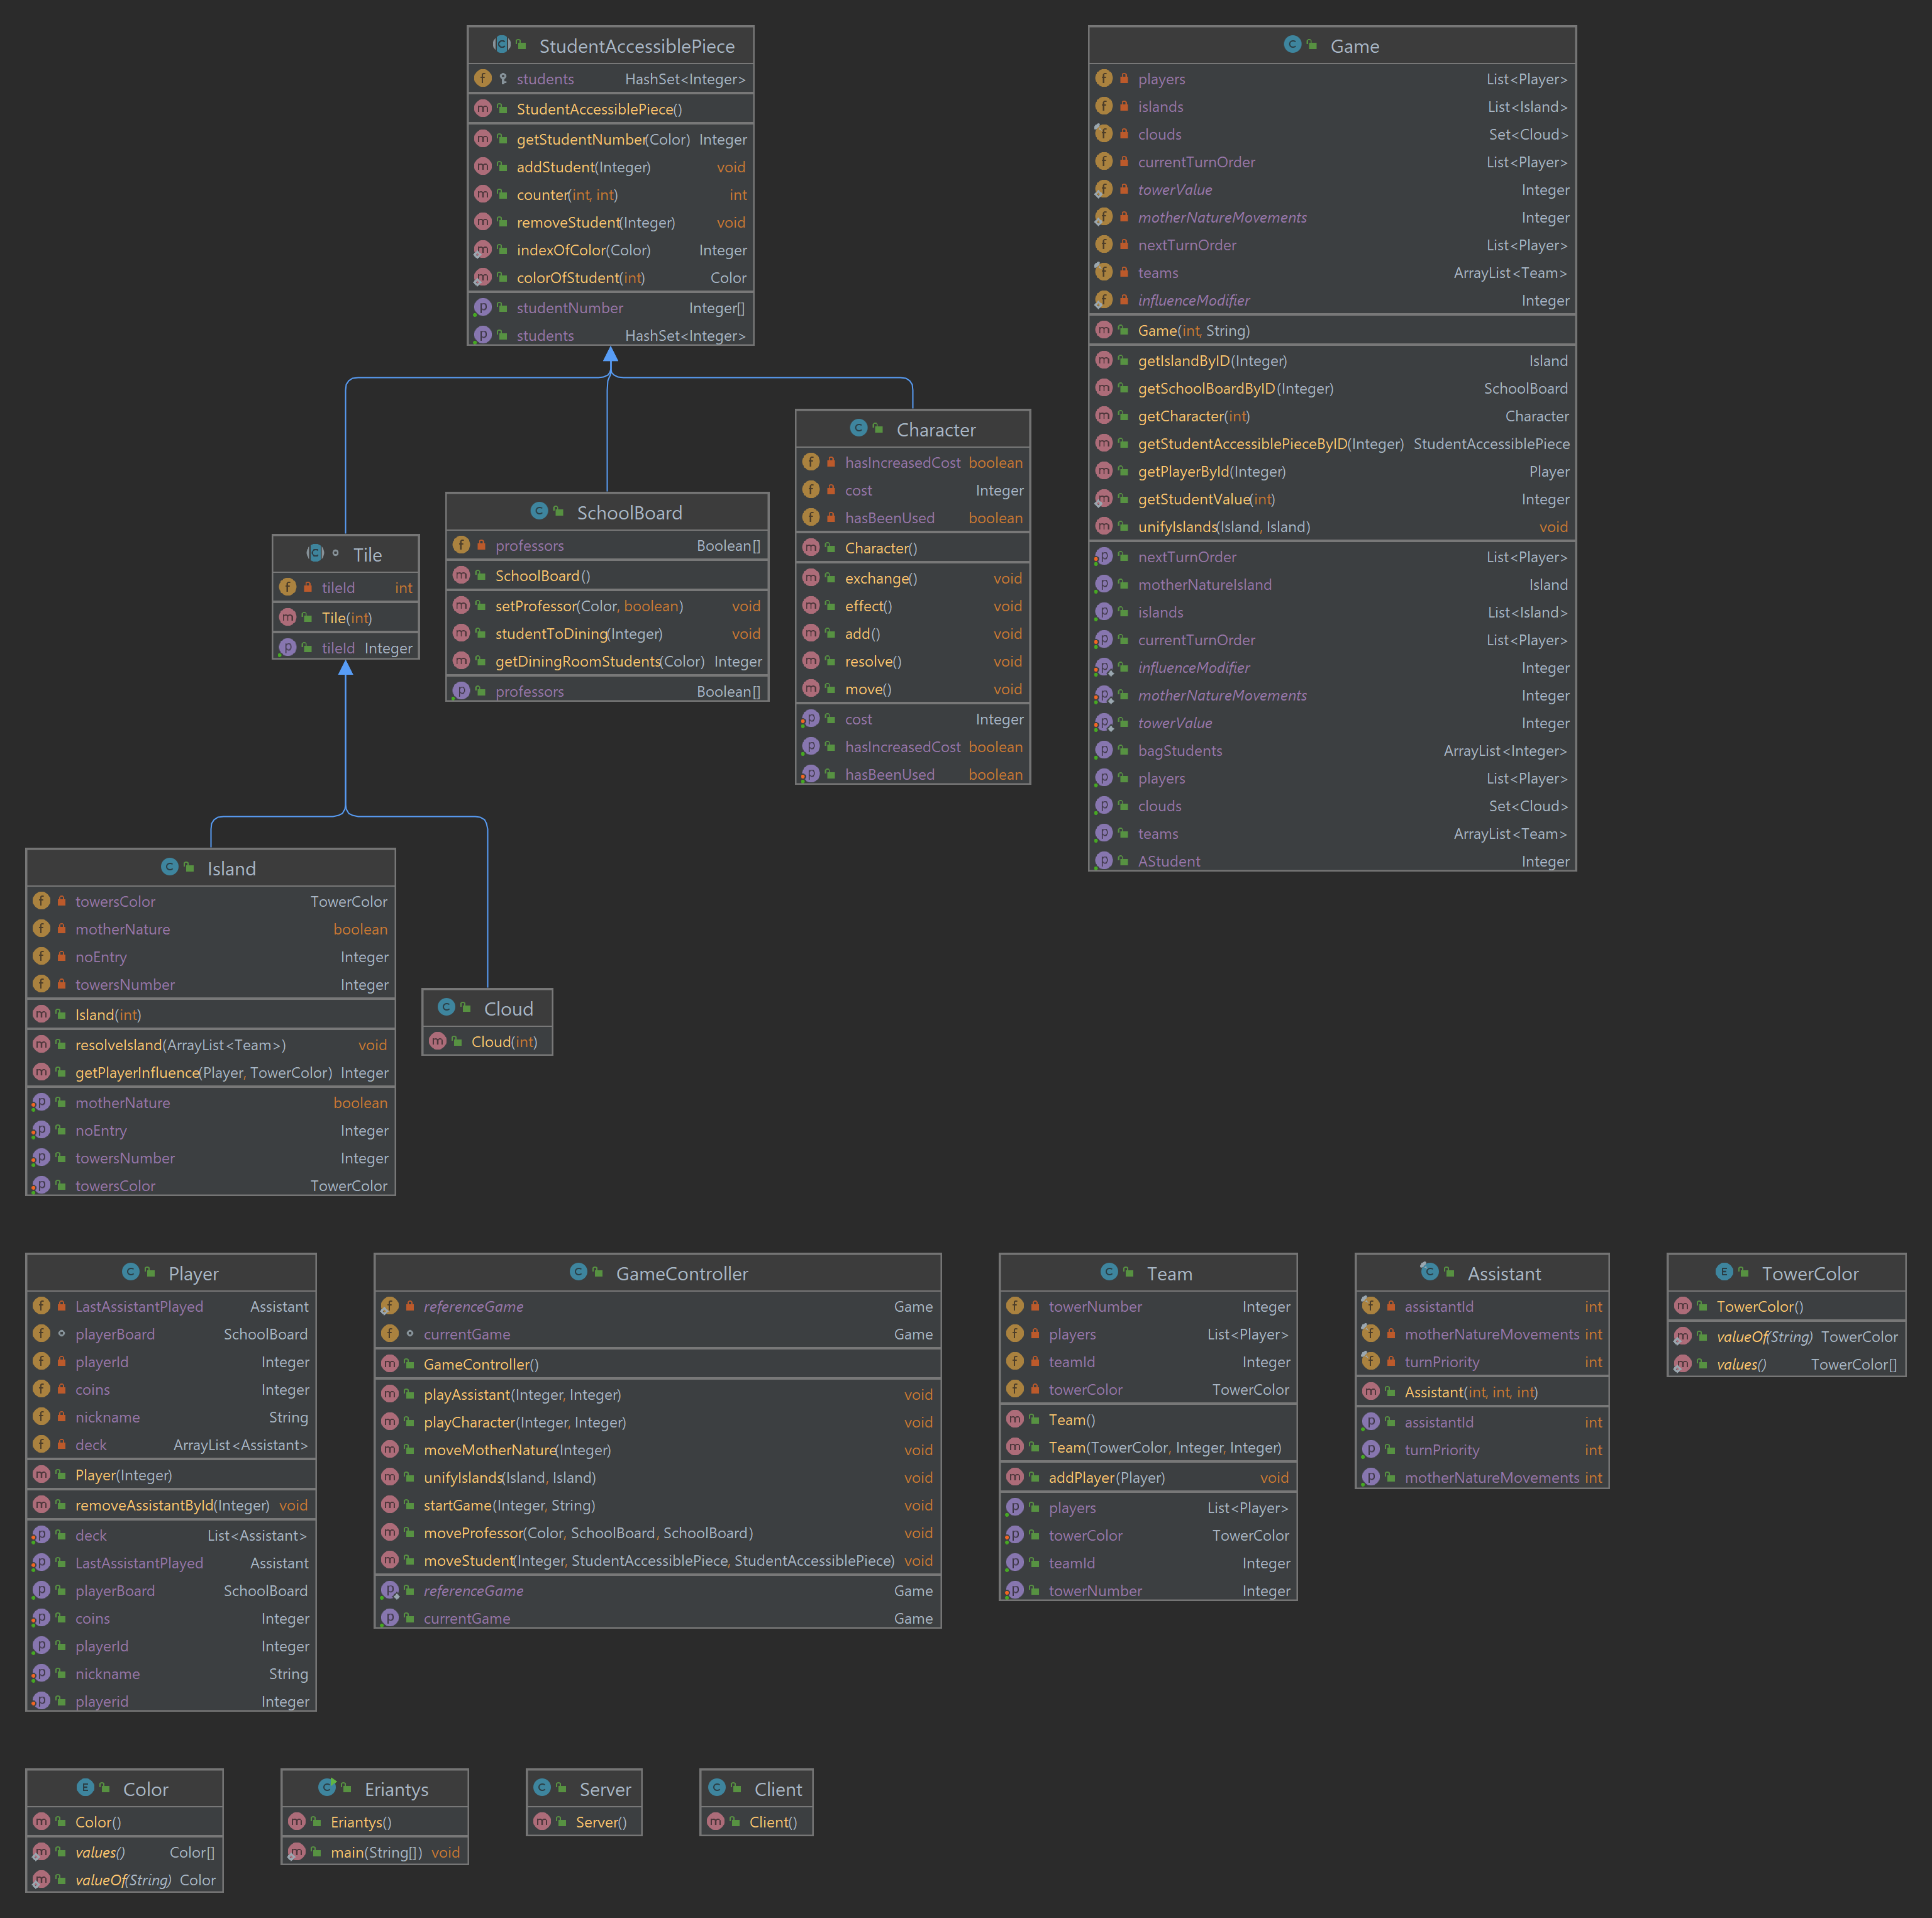 StudentAccessiblePiece
students HashSet<Integer>
StudentAccessiblePiece()
getStudentNumber(Color) Integer
addStudent(Integer) void
counter(int, int) int
removeStudent(Integer) void
indexOfColor(Color) Integer
colorOfStudent(int) Color
studentNumber Integer[]
students HashSet<Integer>
Game
players List<Player>
islands List<Island>
clouds Set<Cloud>
currentTurnOrder List<Player>
towerValue Integer
motherNatureMovements Integer
nextTurnOrder List<Player>
teams ArrayList<Team>
influenceModifier Integer
Game(int, String)
getIslandByID(Integer) Island
getSchoolBoardByID(Integer) SchoolBoard
getCharacter(int) Character
getStudentAccessiblePieceByID(Integer) StudentAccessiblePiece
getPlayerById(Integer) Player
getStudentValue(int) Integer
unifyIslands(Island, Island) void
nextTurnOrder List<Player>
motherNatureIsland Island
islands List<Island>
currentTurnOrder List<Player>
influenceModifier Integer
motherNatureMovements Integer
towerValue Integer
bagStudents ArrayList<Integer>
players List<Player>
clouds Set<Cloud>
teams ArrayList<Team>
AStudent Integer
Character
hasIncreasedCost boolean
cost Integer
hasBeenUsed boolean
Character()
exchange() void
effect() void
add() void
resolve() void
move() void
cost Integer
hasIncreasedCost boolean
hasBeenUsed boolean
SchoolBoard
professors Boolean[]
SchoolBoard()
setProfessor(Color, boolean) void
studentToDining(Integer) void
getDiningRoomStudents(Color) Integer
professors Boolean[]
Tile
tileId int
Tile(int)
tileId Integer
Island
towersColor TowerColor
motherNature boolean
noEntry Integer
towersNumber Integer
Island(int)
resolveIsland(ArrayList<Team>) void
getPlayerInfluence(Player, TowerColor) Integer
motherNature boolean
noEntry Integer
towersNumber Integer
towersColor TowerColor
Cloud
Cloud(int)
Player
LastAssistantPlayed Assistant
playerBoard SchoolBoard
playerId Integer
coins Integer
nickname String
deck ArrayList<Assistant>
Player(Integer)
removeAssistantById(Integer) void
deck List<Assistant>
LastAssistantPlayed Assistant
playerBoard SchoolBoard
coins Integer
playerId Integer
nickname String
playerid Integer
GameController
referenceGame Game
currentGame Game
GameController()
playAssistant(Integer, Integer) void
playCharacter(Integer, Integer) void
moveMotherNature(Integer) void
unifyIslands(Island, Island) void
startGame(Integer, String) void
moveProfessor(Color, SchoolBoard, SchoolBoard) void
moveStudent(Integer, StudentAccessiblePiece, StudentAccessiblePiece) void
referenceGame Game
currentGame Game
Team
towerNumber Integer
players List<Player>
teamId Integer
towerColor TowerColor
Team()
Team(TowerColor, Integer, Integer)
addPlayer(Player) void
players List<Player>
towerColor TowerColor
teamId Integer
towerNumber Integer
Assistant
assistantId int
motherNatureMovements int
turnPriority int
Assistant(int, int, int)
assistantId int
turnPriority int
motherNatureMovements int
TowerColor
TowerColor()
valueOf(String) TowerColor
values() TowerColor[]
Color
Color()
values() Color[]
valueOf(String) Color
Eriantys
Eriantys()
main(String[]) void
Server
Server()
Client
Client()